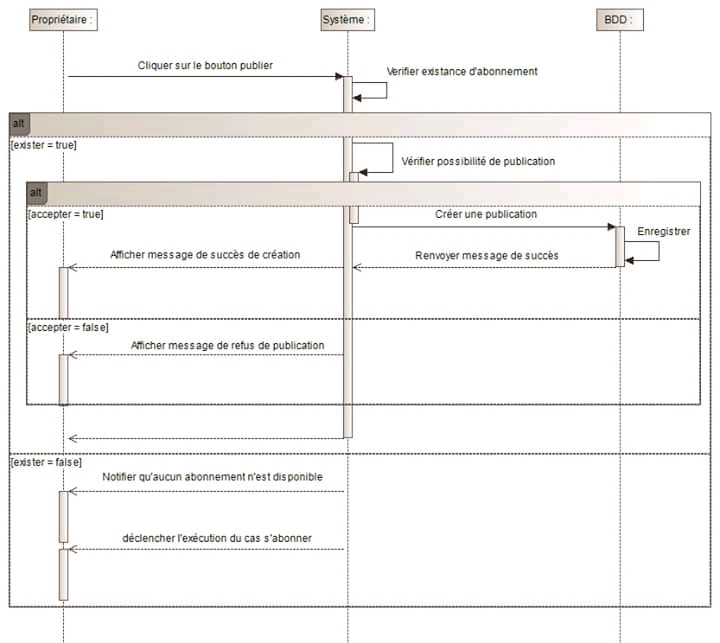 Propriétaire :
Système :
BDD :
Cliquer sur le bouton publier
Verifier existance d'abonnement
alt
[exister = true]
Vérifier possibilité de publication
alt
[accepter = true]
Créer une publication
Enregistrer
Afficher message de succès de création
Renvoyer message de succès
[accepter = false]
Afficher message de refus de publication
[exister = false]
Notifier qu'aucun abonnement n'est disponible
déclencher l'exécution du cas s'abonner